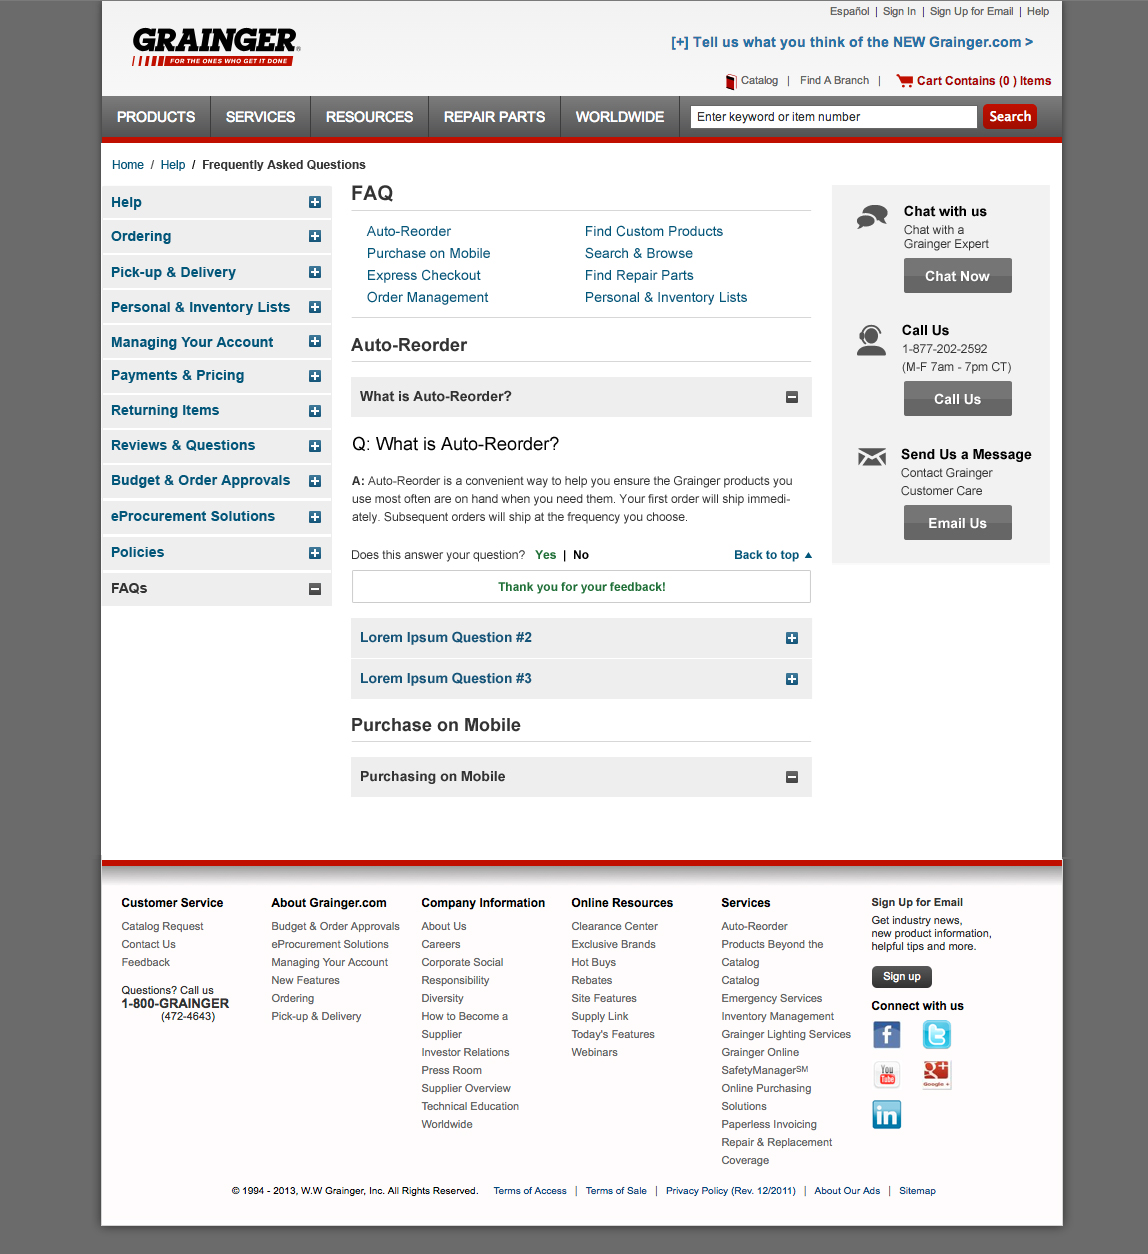 Español | Sign In | Sign Up for Email | Help
GRAINGER®
FOR THE ONES WHO GET IT DONE
[+] Tell us what you think of the NEW Grainger.com >
Catalog | Find A Branch | Cart Contains (0 ) Items
PRODUCTS SERVICES RESOURCES REPAIR PARTS WORLDWIDE Enter keyword or item number Search
Home / Help / Frequently Asked Questions
Help
Ordering
Pick-up & Delivery
Personal & Inventory Lists
Managing Your Account
Payments & Pricing
Returning Items
Reviews & Questions
Budget & Order Approvals
eProcurement Solutions
Policies
FAQs
FAQ
Auto-Reorder Find Custom Products
Purchase on Mobile Search & Browse
Express Checkout Find Repair Parts
Order Management Personal & Inventory Lists
Auto-Reorder
What is Auto-Reorder?
Q: What is Auto-Reorder?
A: Auto-Reorder is a convenient way to help you ensure the Grainger products you
use most often are on hand when you need them. Your first order will ship immedi-
ately. Subsequent orders will ship at the frequency you choose.
Does this answer your question? Yes | No Back to top
Thank you for your feedback!
Lorem Ipsum Question #2
Lorem Ipsum Question #3
Purchase on Mobile
Purchasing on Mobile
Chat with us
Chat with a
Grainger Expert
Chat Now
Call Us
1-877-202-2592
(M-F 7am - 7pm CT)
Call Us
Send Us a Message
Contact Grainger
Customer Care
Email Us
Customer Service
Catalog Request
Contact Us
Feedback
Questions? Call us
1-800-GRAINGER
(472-4643)
About Grainger.com
Budget & Order Approvals
eProcurement Solutions
Managing Your Account
New Features
Ordering
Pick-up & Delivery
Company Information
About Us
Careers
Corporate Social
Responsibility
Diversity
How to Become a
Supplier
Investor Relations
Press Room
Supplier Overview
Technical Education
Worldwide
Online Resources
Clearance Center
Exclusive Brands
Hot Buys
Rebates
Site Features
Supply Link
Today's Features
Webinars
Services
Auto-Reorder
Products Beyond the
Catalog
Catalog
Emergency Services
Inventory Management
Grainger Lighting Services
Grainger Online
SafetyManager℠
Online Purchasing
Solutions
Paperless Invoicing
Repair & Replacement
Coverage
Sign Up for Email
Get industry news,
new product information,
helpful tips and more.
Sign up
Connect with us
f t
You Tube g+ Google +
in
© 1994 - 2013, W.W Grainger, Inc. All Rights Reserved. Terms of Access | Terms of Sale | Privacy Policy (Rev. 12/2011) | About Our Ads | Sitemap